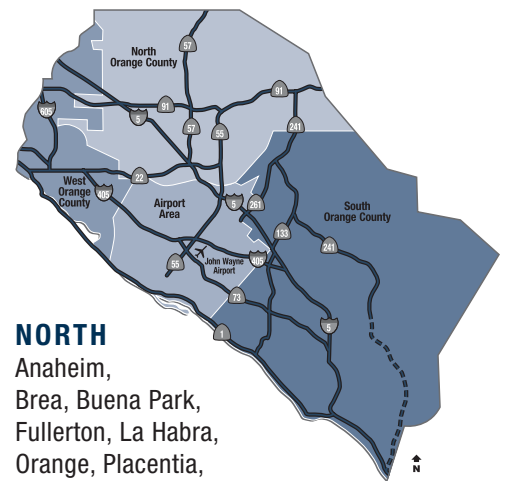 57
North
Orange County
91
91
605
5
57
55
241
22
West
Orange
County
405
Airport
Area
5
261
South
Orange County
133
241
John Wayne
Airport
405
55
73
5
1
N
NORTH
Anaheim,
Brea, Buena Park,
Fullerton, La Habra,
Orange, Placentia,